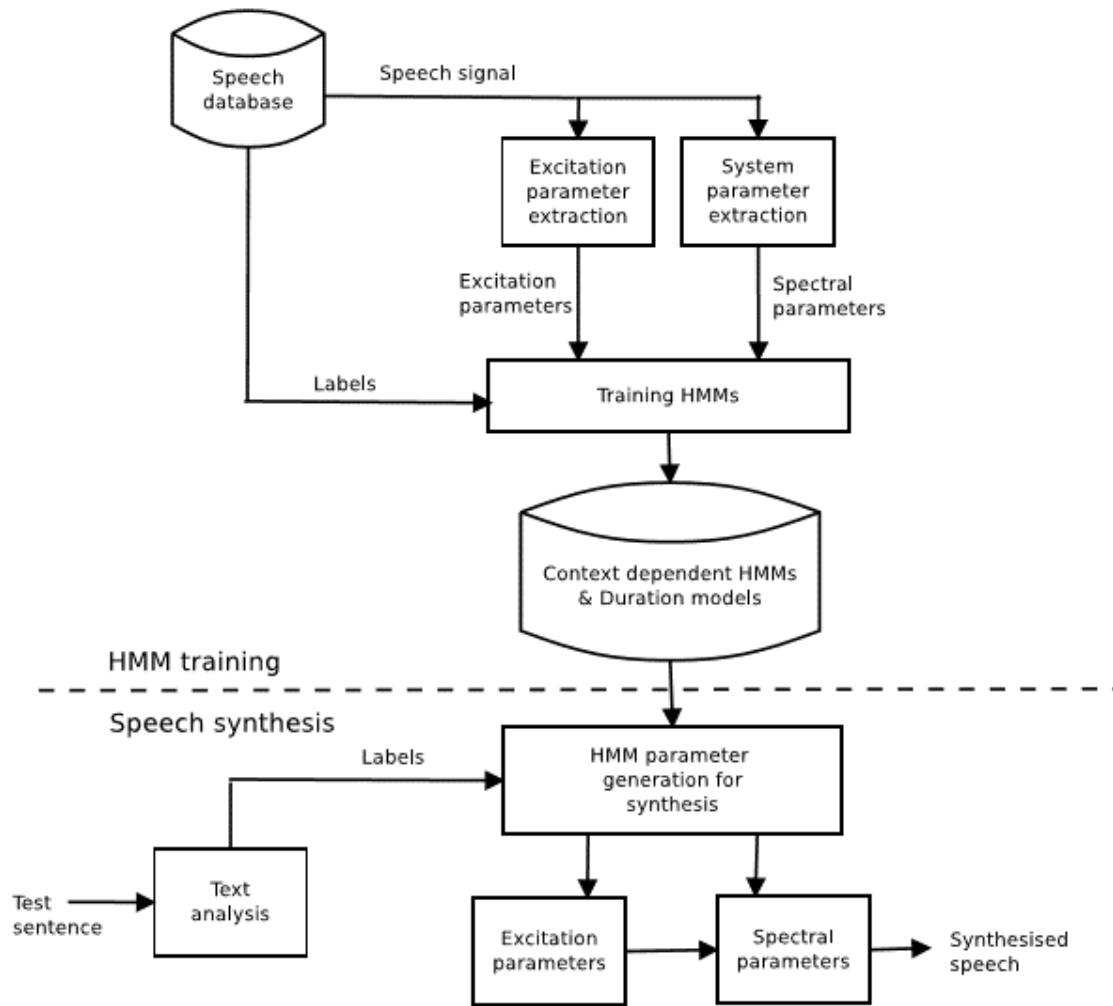 Speech
database
Speech signal
Excitation
parameter
extraction
System
parameter
extraction
Excitation
parameters
Spectral
parameters
Labels
Training HMMs
Context dependent HMMs
& Duration models
HMM training
Speech synthesis
Labels
HMM parameter
generation for
synthesis
Test
sentence
Text
analysis
Excitation
parameters
Spectral
parameters
Synthesised
speech